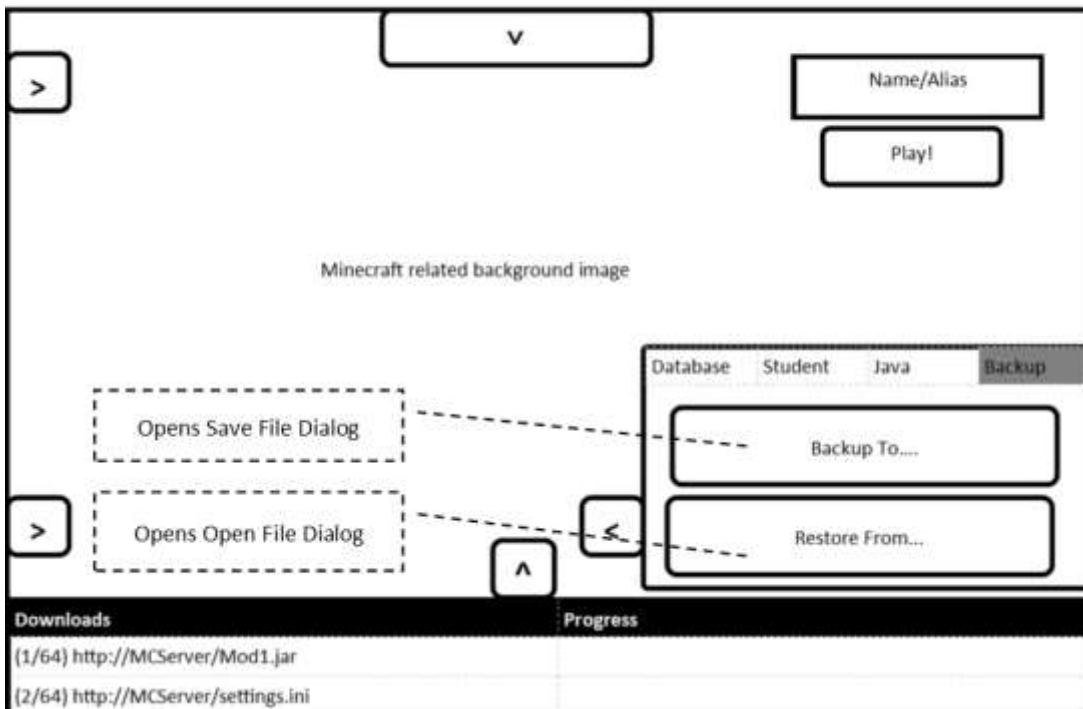 v
>
Name/Alias
Play!
Minecraft related background image
Database Student Java Backup
Opens Save File Dialog
Backup To....
>
Opens Open File Dialog
<
Restore From...
^
Downloads Progress
(1/64) http://MCServer/Mod1.jar
(2/64) http://MCServer/settings.ini